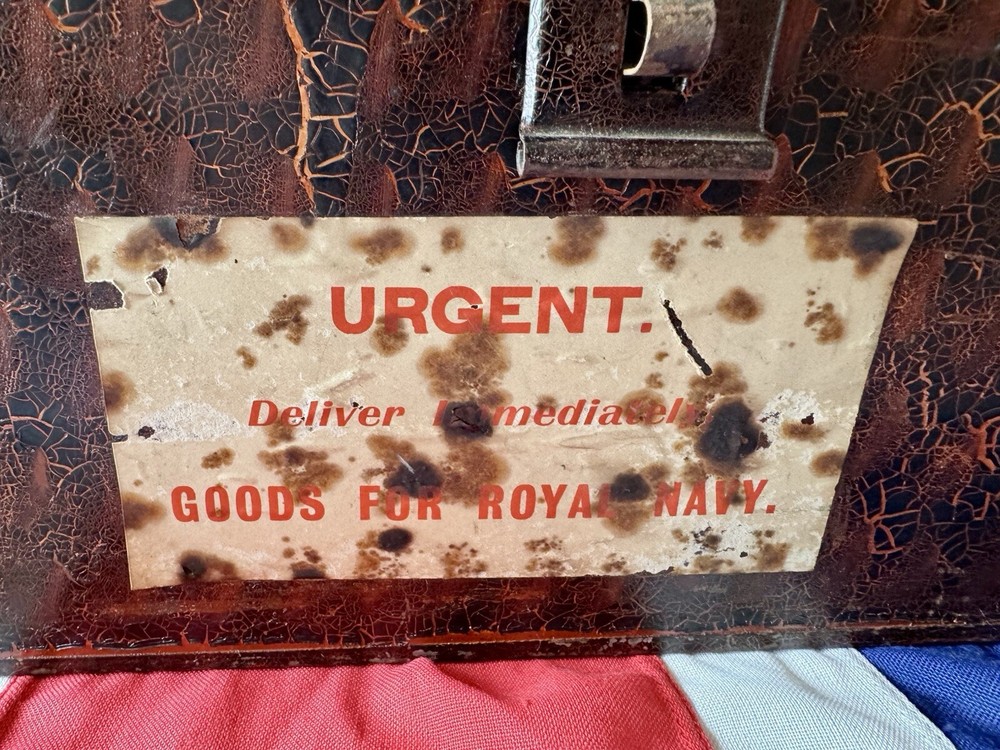 URGENT.
Deliver Immediately
GOODS FOR ROYAL NAVY.